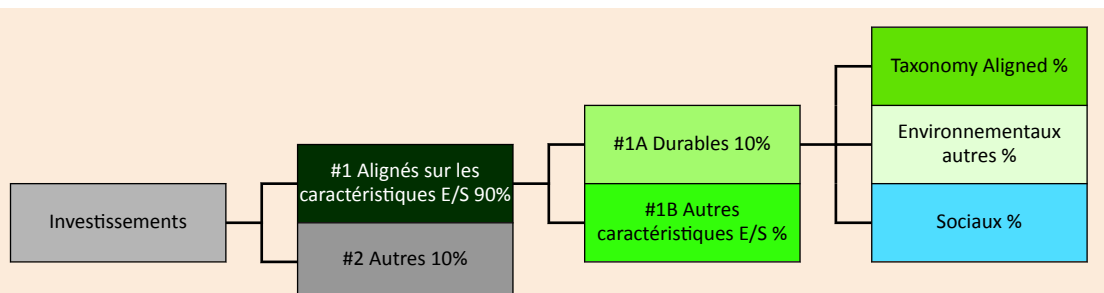 Investissements
#1 Alignés sur les
caractéristiques E/S 90%
#2 Autres 10%
#1A Durables 10%
#1B Autres
caractéristiques E/S %
Taxonomy Aligned %
Environnementaux
autres %
Sociaux %